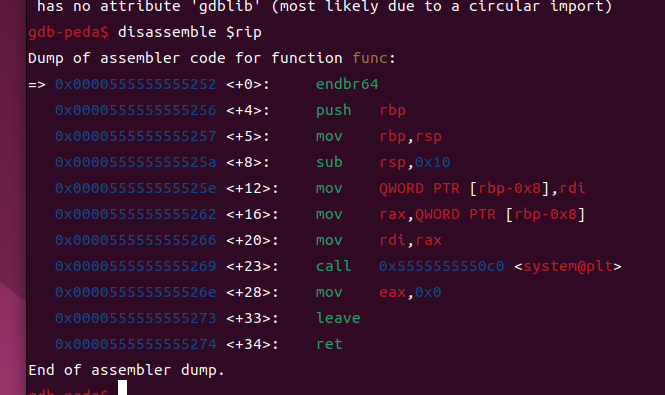 has no attribute 'gdblib' (most likely due to a circular import)
gdb-peda$ disassemble $rip
Dump of assembler code for function func:
=> 0x0000555555555252 <+0>: endbr64
0x0000555555555256 <+4>: push rbp
0x0000555555555257 <+5>: mov rbp,rsp
0x000055555555525a <+8>: sub rsp,0x10
0x000055555555525e <+12>: mov QWORD PTR [rbp-0x8],rdi
0x0000555555555262 <+16>: mov rax,QWORD PTR [rbp-0x8]
0x0000555555555266 <+20>: mov rdi,rax
0x0000555555555269 <+23>: call 0x5555555550c0 <system@plt>
0x000055555555526e <+28>: mov eax,0x0
0x0000555555555273 <+33>: leave
0x0000555555555274 <+34>: ret
End of assembler dump.
gdb-peda$